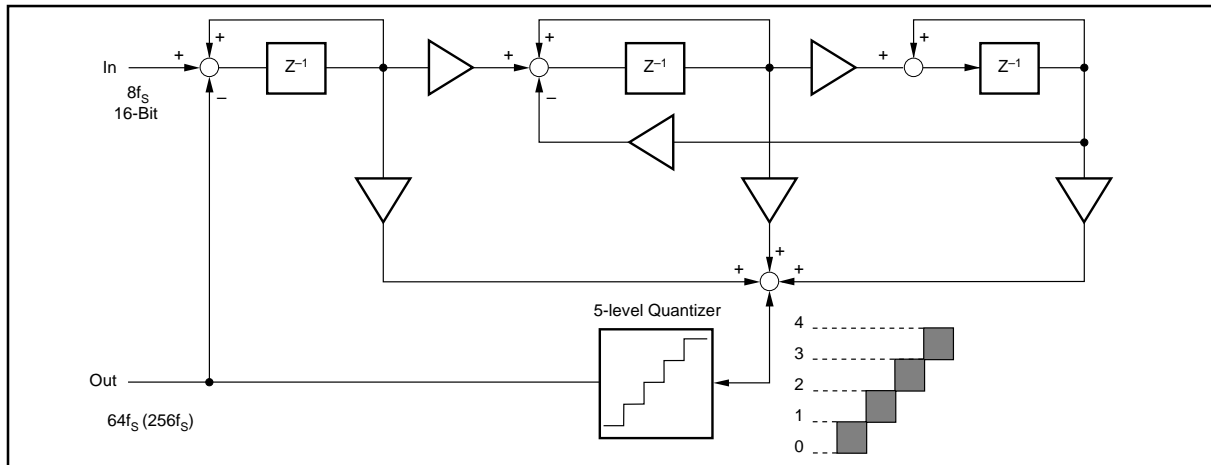 +
+
In
+
Z⁻¹
–
8fS
16-Bit
+
+
Z⁻¹
–
+
+
Z⁻¹
+
+
+
5-level Quantizer
4
3
2
1
0
Out
64fS (256fS)